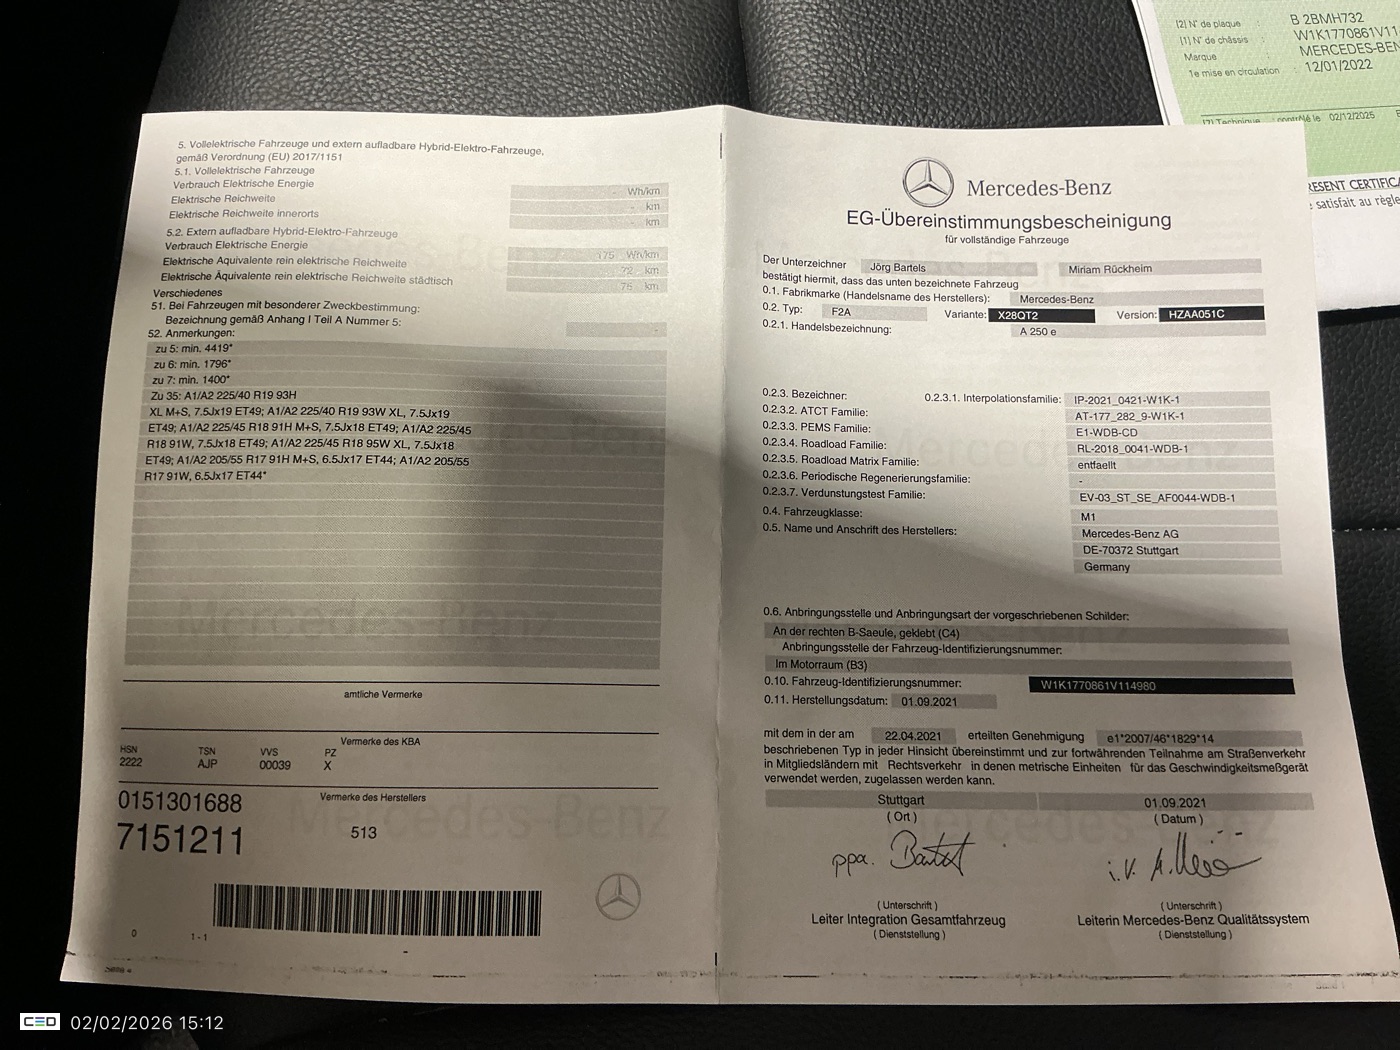 5. Vollelektrische Fahrzeuge und extern aufladbare Hybrid-Elektro-Fahrzeuge,
gemäß Verordnung (EU) 2017/1151
5.1. Vollelektrische Fahrzeuge
Verbrauch Elektrische Energie - Wh/km
Elektrische Reichweite - km
Elektrische Reichweite innerorts - km
5.2. Extern aufladbare Hybrid-Elektro-Fahrzeuge
Verbrauch Elektrische Energie 175 Wh/km
Elektrische Äquivalente rein elektrische Reichweite 72 km
Elektrische Äquivalente rein elektrische Reichweite städtisch 75 km
Verschiedenes
51. Bei Fahrzeugen mit besonderer Zweckbestimmung:
Bezeichnung gemäß Anhang I Teil A Nummer 5: -
52. Anmerkungen:
zu 5: min. 4419*
zu 6: min. 1796*
zu 7: min. 1400*
Zu 35: A1/A2 225/40 R19 93H
XL M+S, 7.5Jx19 ET49; A1/A2 225/40 R19 93W XL, 7.5Jx19
ET49; A1/A2 225/45 R18 91H M+S, 7.5Jx18 ET49; A1/A2 225/45
R18 91W, 7.5Jx18 ET49; A1/A2 225/45 R18 95W XL, 7.5Jx18
ET49; A1/A2 205/55 R17 91H M+S, 6.5Jx17 ET44; A1/A2 205/55
R17 91W, 6.5Jx17 ET44*
amtliche Vermerke
Vermerke des KBA
HSN TSN VVS PZ
2222 AJP 00039 X
0151301688 Vermerke des Herstellers
7151211 513
0 1-1
Mercedes-Benz
EG-Übereinstimmungsbescheinigung
für vollständige Fahrzeuge
Der Unterzeichner Jörg Bartels Miriam Rückheim
bestätigt hiermit, dass das unten bezeichnete Fahrzeug
0.1. Fabrikmarke (Handelsname des Herstellers): Mercedes-Benz
0.2. Typ: F2A Variante: X28QT2 Version: HZAA051C
0.2.1. Handelsbezeichnung: A 250 e
0.2.3. Bezeichner: 0.2.3.1. Interpolationsfamilie: IP-2021_0421-W1K-1
0.2.3.2. ATCT Familie: AT-177_282_9-W1K-1
0.2.3.3. PEMS Familie: E1-WDB-CD
0.2.3.4. Roadload Familie: RL-2018_0041-WDB-1
0.2.3.5. Roadload Matrix Familie: entfaellt
0.2.3.6. Periodische Regenerierungsfamilie: -
0.2.3.7. Verdunstungstest Familie: EV-03_ST_SE_AF0044-WDB-1
0.4. Fahrzeugklasse: M1
0.5. Name und Anschrift des Herstellers: Mercedes-Benz AG
DE-70372 Stuttgart
Germany
0.6. Anbringungsstelle und Anbringungsart der vorgeschriebenen Schilder:
An der rechten B-Saeule, geklebt (C4)
Anbringungsstelle der Fahrzeug-Identifizierungsnummer:
Im Motorraum (B3)
0.10. Fahrzeug-Identifizierungsnummer: W1K1770861V114980
0.11. Herstellungsdatum: 01.09.2021
mit dem in der am 22.04.2021 erteilten Genehmigung e1*2007/46*1829*14
beschriebenen Typ in jeder Hinsicht übereinstimmt und zur fortwährenden Teilnahme am Straßenverkehr
in Mitgliedsländern mit Rechtsverkehr in denen metrische Einheiten für das Geschwindigkeitsmeßgerät
verwendet werden, zugelassen werden kann.
Stuttgart 01.09.2021
( Ort ) ( Datum )
ppa. i.V.
( Unterschrift ) ( Unterschrift )
Leiter Integration Gesamtfahrzeug Leiterin Mercedes-Benz Qualitätssystem
( Dienststellung ) ( Dienststellung )
[2] N° de plaque : B 2BMH732
[1] N° de châssis : W1K1770861V11
Marque MERCEDES-BEN
1e mise en circulation : 12/01/2022
[7] Technique : contrôlé le 02/12/2025
RESENT CERTIFICA
satisfait au règle
CED 02/02/2026 15:12